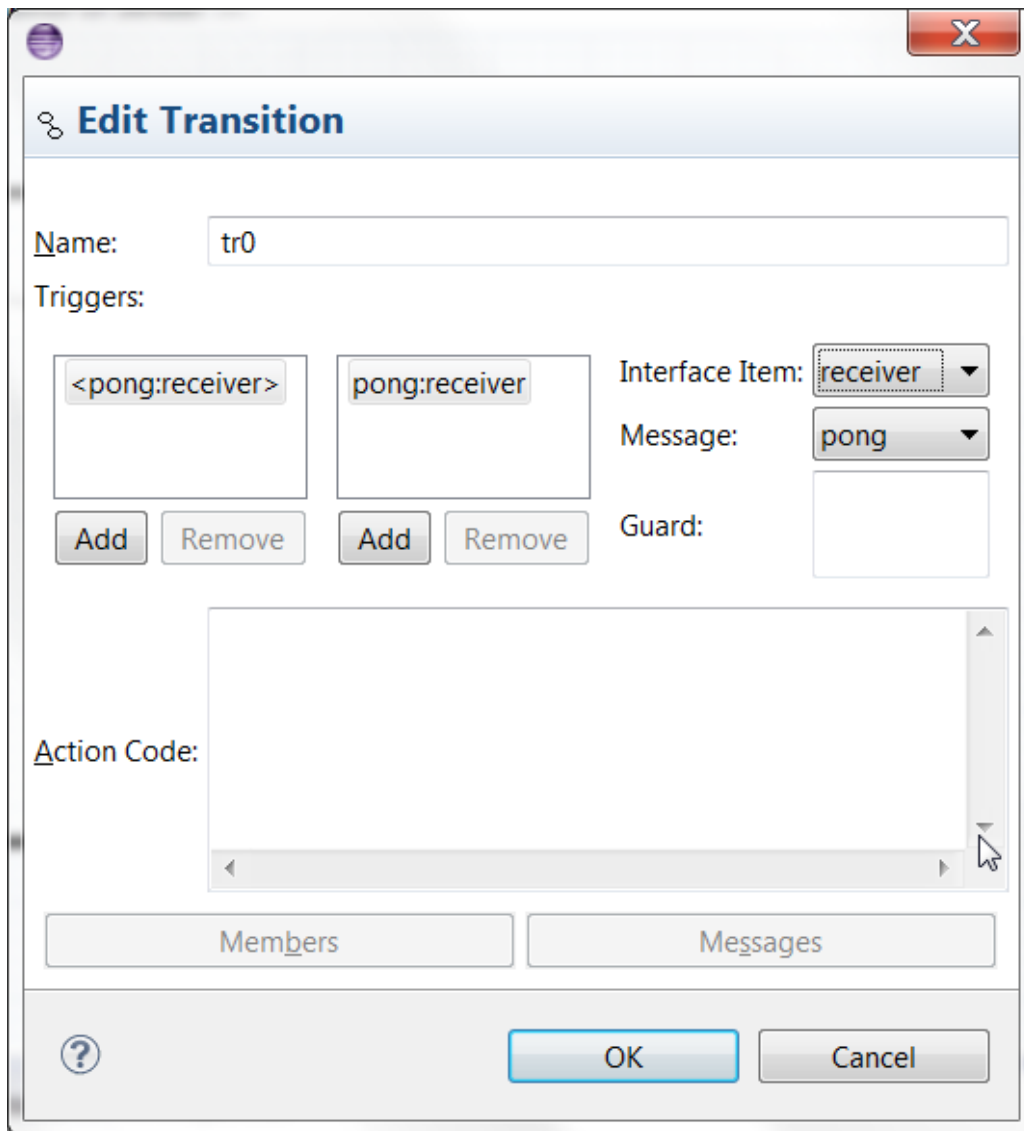 Edit Transition
Name: tr0
Triggers:
<pong:receiver> pong:receiver Interface Item: receiver
Message: pong
Add Remove Add Remove Guard:
Action Code:
Members Messages
? OK Cancel